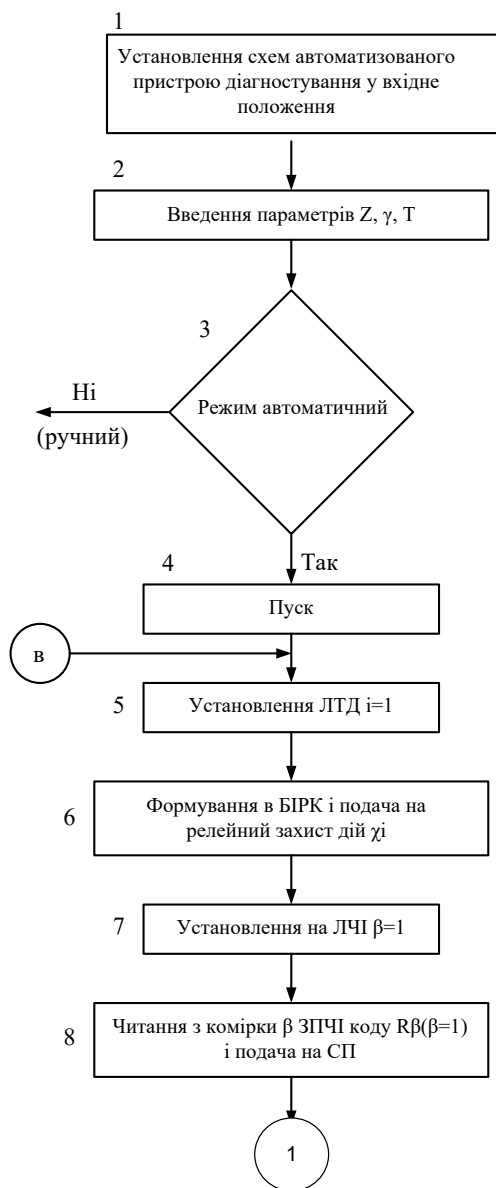 1
Установлення схем автоматизованого
пристрою діагностування у вхідне
положення
2
Введення параметрів Z, γ, T
3
Режим автоматичний
Ні
(ручний)
Так
4
Пуск
в
5
Установлення ЛТД i=1
6
Формування в БІРК і подача на
релейний захист дій χi
7
Установлення на ЛЧІ β=1
8
Читання з комірки β ЗПЧІ коду Rβ(β=1)
і подача на СП
1